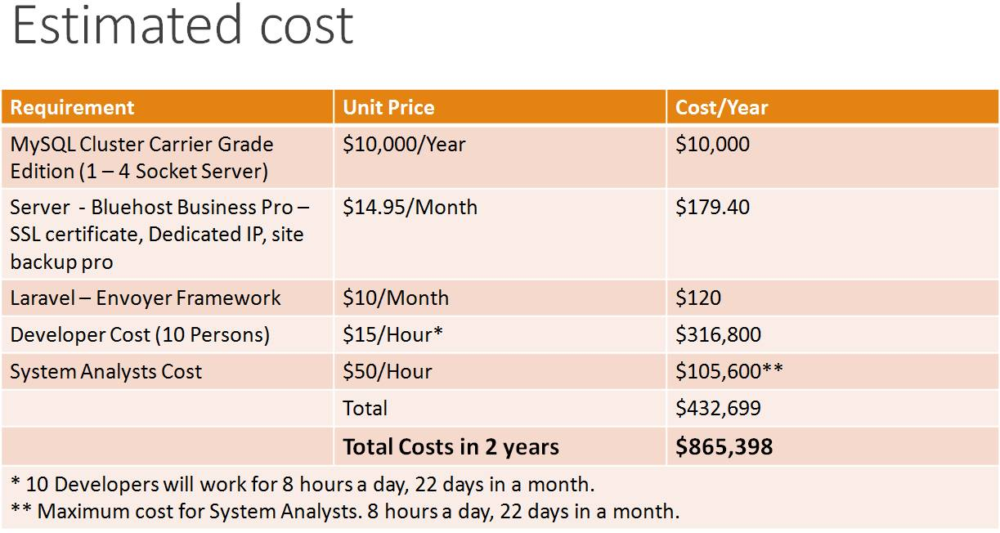 Estimated cost
Requirement Unit Price Cost/Year
MySQL Cluster Carrier Grade $10,000/Year $10,000
Edition (1 – 4 Socket Server)
Server - Bluehost Business Pro – $14.95/Month $179.40
SSL certificate, Dedicated IP, site
backup pro
Laravel – Envoyer Framework $10/Month $120
Developer Cost (10 Persons) $15/Hour* $316,800
System Analysts Cost $50/Hour $105,600**
Total $432,699
Total Costs in 2 years $865,398
* 10 Developers will work for 8 hours a day, 22 days in a month.
** Maximum cost for System Analysts. 8 hours a day, 22 days in a month.